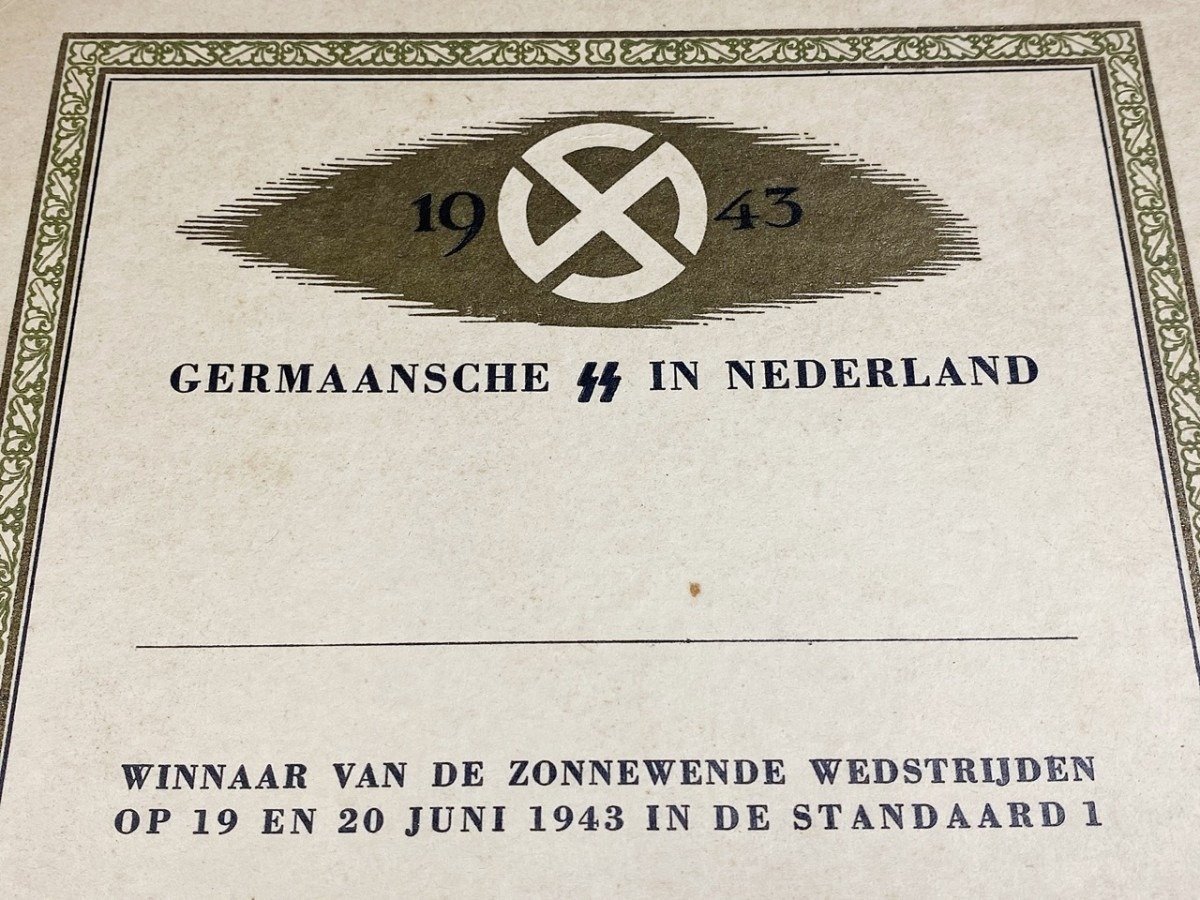 19 43
GERMAANSCHE SS IN NEDERLAND
WINNAAR VAN DE ZONNEWENDE WEDSTRIJDEN
OP 19 EN 20 JUNI 1943 IN DE STANDAARD 1